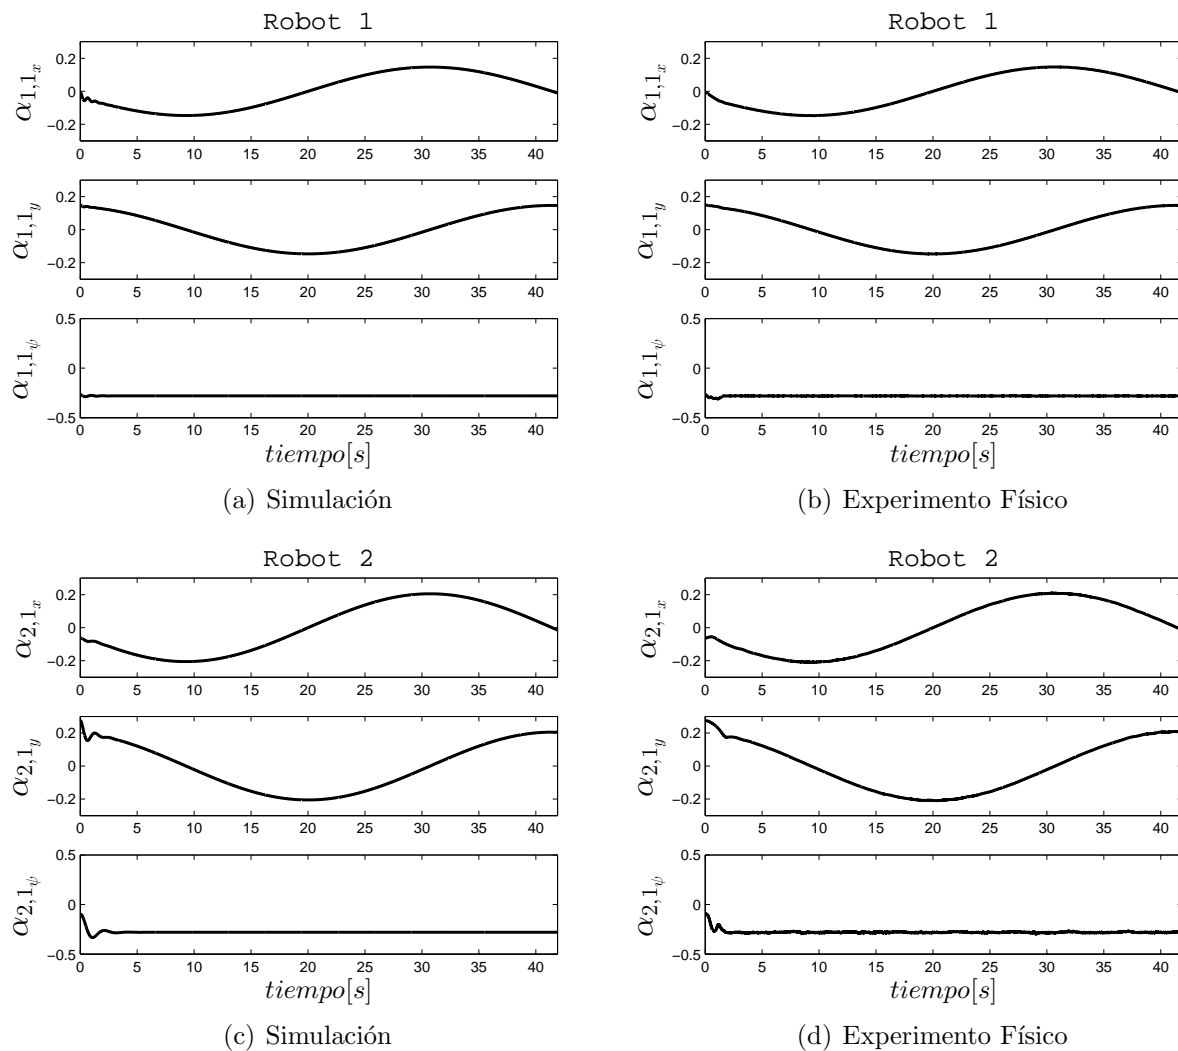 Robot 1
0.2
0
−0.2
α1,1x
0 5 10 15 20 25 30 35 40
0.2
0
−0.2
α1,1y
0 5 10 15 20 25 30 35 40
0.5
0
−0.5
α1,1ψ
0 5 10 15 20 25 30 35 40
tiempo[s]
(a) Simulación
Robot 1
0.2
0
−0.2
α1,1x
0 5 10 15 20 25 30 35 40
0.2
0
−0.2
α1,1y
0 5 10 15 20 25 30 35 40
0.5
0
−0.5
α1,1ψ
0 5 10 15 20 25 30 35 40
tiempo[s]
(b) Experimento Físico
Robot 2
0.2
0
−0.2
α2,1x
0 5 10 15 20 25 30 35 40
0.2
0
−0.2
α2,1y
0 5 10 15 20 25 30 35 40
0.5
0
−0.5
α2,1ψ
0 5 10 15 20 25 30 35 40
tiempo[s]
(c) Simulación
Robot 2
0.2
0
−0.2
α2,1x
0 5 10 15 20 25 30 35 40
0.2
0
−0.2
α2,1y
0 5 10 15 20 25 30 35 40
0.5
0
−0.5
α2,1ψ
0 5 10 15 20 25 30 35 40
tiempo[s]
(d) Experimento Físico